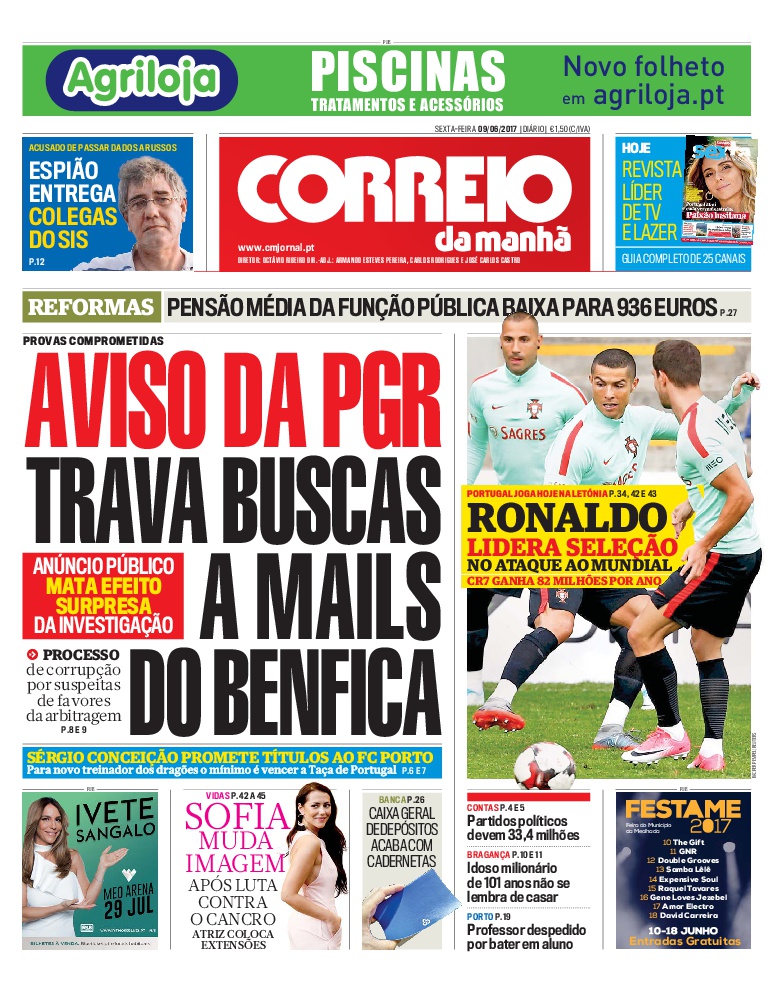 PUB
Agriloja
PISCINAS
TRATAMENTOS E ACESSÓRIOS
Novo folheto
em agriloja.pt
SEXTA-FEIRA 09/06/2017 | DIÁRIO | €1,50 (C/IVA)
ACUSADO DE PASSAR DADOS A RUSSOS
ESPIÃO
ENTREGA
COLEGAS
DO SIS
P.12
CORREIO
da manhã
www.cmjornal.pt
DIRETOR: OCTÁVIO RIBEIRO DIR.-ADJ.: ARMANDO ESTEVES PEREIRA, CARLOS RODRIGUES E JOSÉ CARLOS CASTRO
HOJE
REVISTA
LÍDER
DE TV
E LAZER
Paixão lusitana
GUIA COMPLETO DE 25 CANAIS
REFORMAS PENSÃO MÉDIA DA FUNÇÃO PÚBLICA BAIXA PARA 936 EUROS P.27
PROVAS COMPROMETIDAS
AVISO DA PGR
TRAVA BUSCAS
A MAILS
DO BENFICA
ANÚNCIO PÚBLICO
MATA EFEITO
SURPRESA
DA INVESTIGAÇÃO
PROCESSO
de corrupção
por suspeitas
de favores
da arbitragem
P.8 E 9
SAGRES
MEO
PORTUGAL JOGA HOJE NA LETÓNIA P.34, 42 E 43
RONALDO
LIDERA SELEÇÃO
NO ATAQUE AO MUNDIAL
CR7 GANHA 82 MILHÕES POR ANO
SÉRGIO CONCEIÇÃO PROMETE TÍTULOS AO FC PORTO
Para novo treinador dos dragões o mínimo é vencer a Taça de Portugal P.6 E 7
PUB
IVETE
SANGALO
MEO ARENA
29 JUL
VIDAS P.42 A 45
SOFIA
MUDA
IMAGEM
APÓS LUTA
CONTRA
O CANCRO
ATRIZ COLOCA
EXTENSÕES
BANCA P.26
CAIXA GERAL
DE DEPÓSITOS
ACABA COM
CADERNETAS
CONTAS P.4 E 5
Partidos políticos
devem 33,4 milhões
BRAGANÇA P.10 E 11
Idoso milionário
de 101 anos não se
lembra de casar
PORTO P.19
Professor despedido
por bater em aluno
PUB
FESTAME
2017
Feira do Município
da Mealhada
10 The Gift
11 GNR
12 Double Grooves
13 Samba Lêlê
14 Expensive Soul
15 Raquel Tavares
16 Gene Loves Jezebel
17 Amor Electro
18 David Carreira
10-18 JUNHO
Entradas Gratuitas